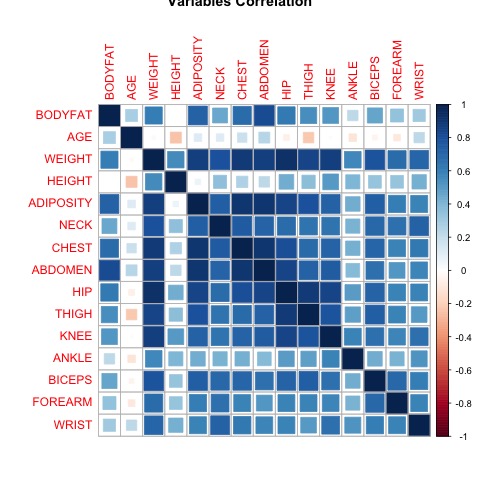 Variables Correlation
BODYFAT AGE WEIGHT HEIGHT ADIPOSITY NECK CHEST ABDOMEN HIP THIGH KNEE ANKLE BICEPS FOREARM WRIST
BODYFAT
AGE
WEIGHT
HEIGHT
ADIPOSITY
NECK
CHEST
ABDOMEN
HIP
THIGH
KNEE
ANKLE
BICEPS
FOREARM
WRIST
1
0.8
0.6
0.4
0.2
0
-0.2
-0.4
-0.6
-0.8
-1